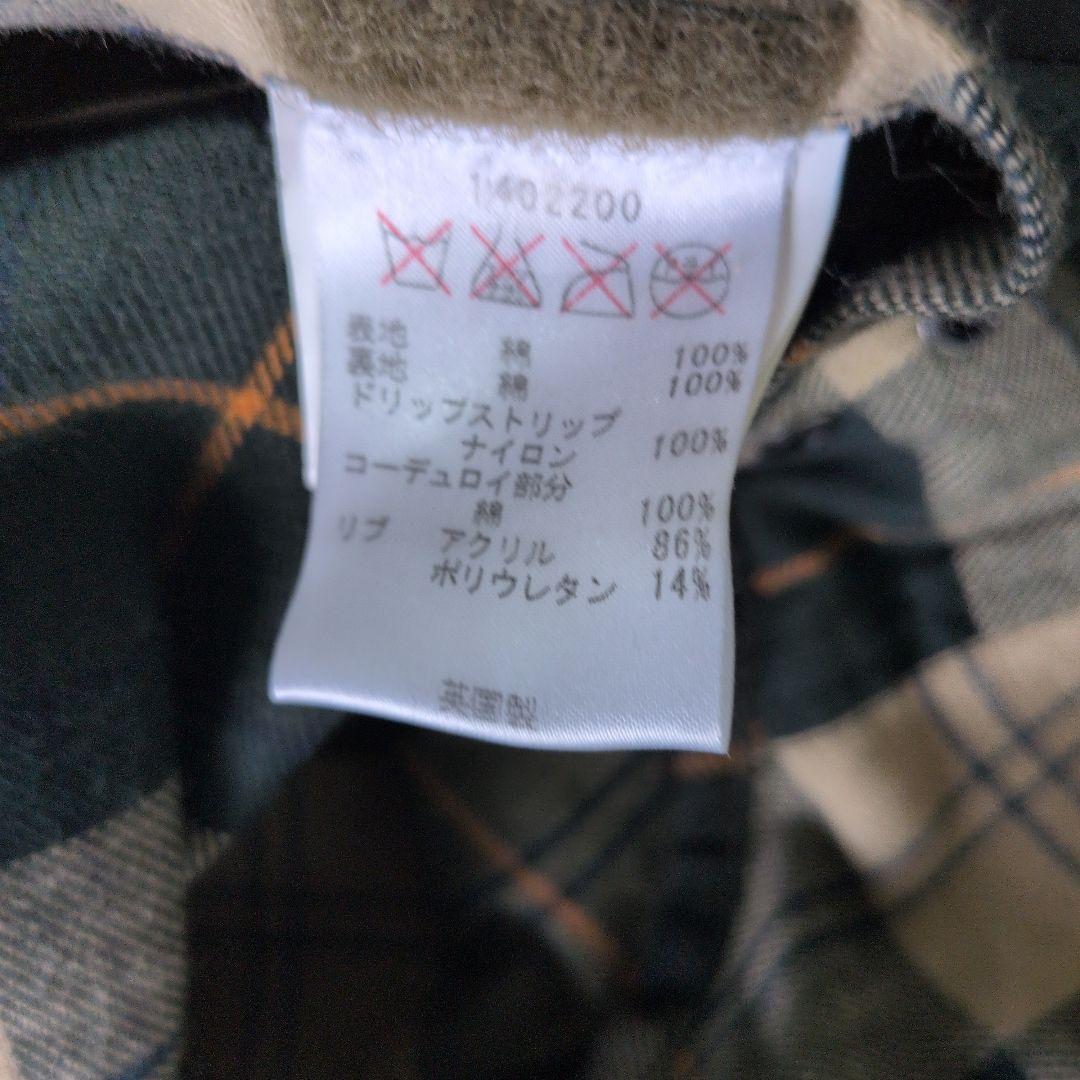 1402200
表地 綿 100%
裏地 綿 100%
ドリップストリップ
ナイロン 100%
コーデュロイ部分
綿 100%
リブ アクリル 86%
ポリウレタン 14%
英国製